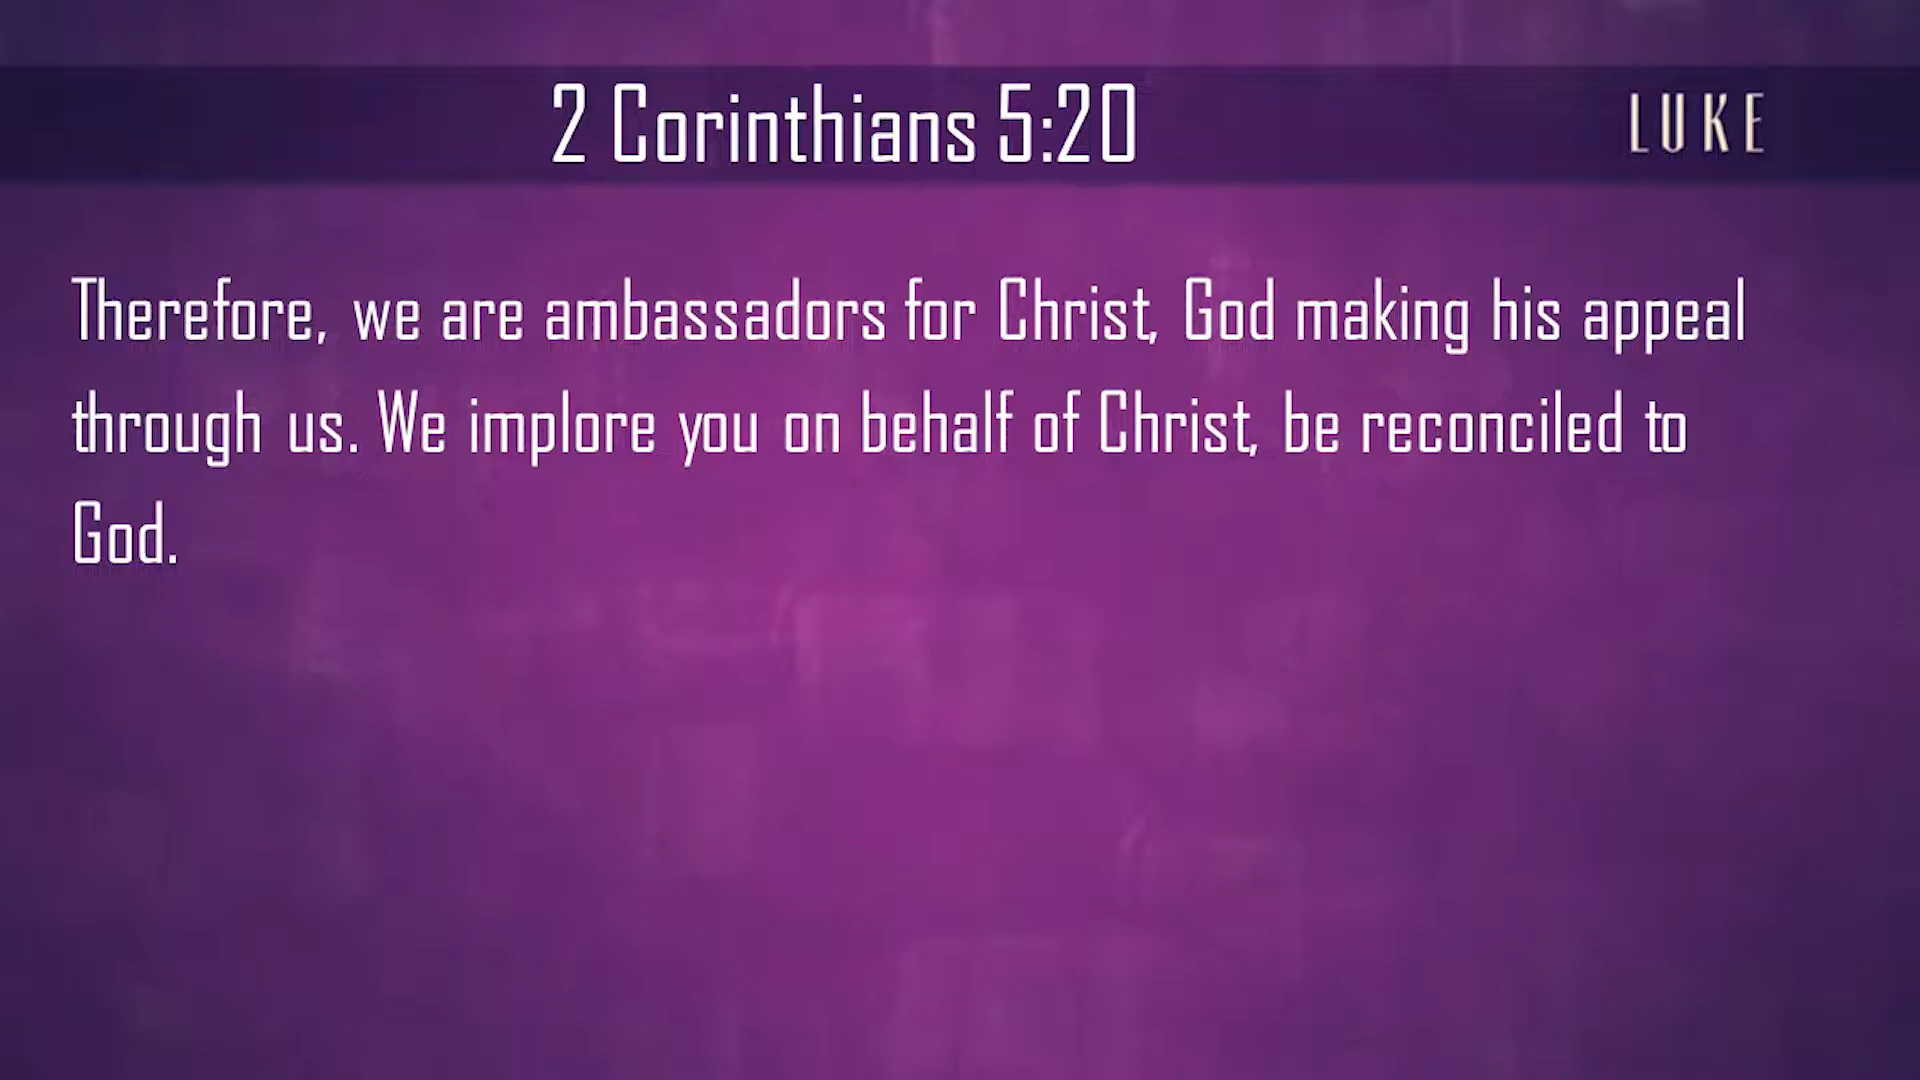 2 Corinthians 5:20
LUKE
Therefore, we are ambassadors for Christ, God making his appeal
through us. We implore you on behalf of Christ, be reconciled to
God.